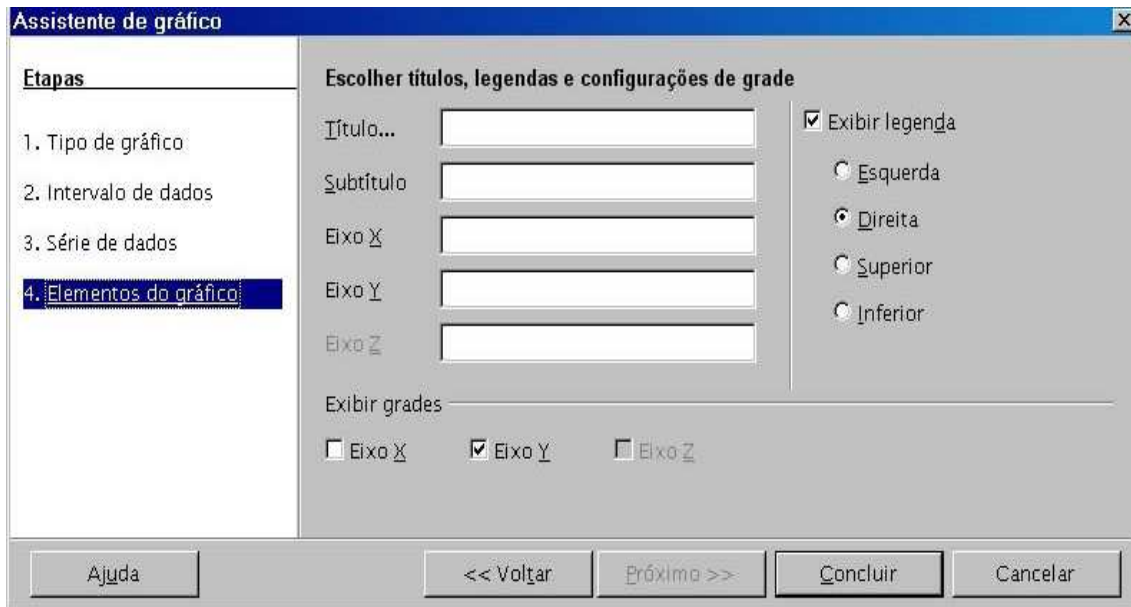 Assistente de gráfico
Etapas
1. Tipo de gráfico
2. Intervalo de dados
3. Série de dados
4. Elementos do gráfico
Escolher títulos, legendas e configurações de grade
Título...
Subtítulo
Eixo X
Eixo Y
Eixo Z
Exibir legenda
Esquerda
Direita
Superior
Inferior
Exibir grades
Eixo X Eixo Y Eixo Z
Ajuda << Voltar Próximo >> Concluir Cancelar